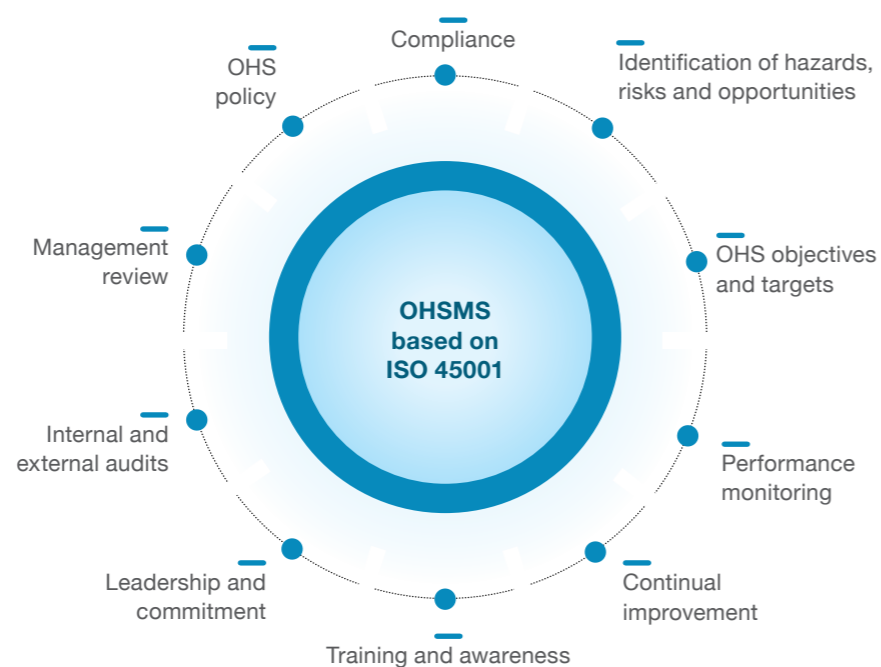 Compliance
Identification of hazards,
risks and opportunities
OHS objectives
and targets
Performance
monitoring
Continual
improvement
Training and awareness
Leadership and
commitment
Internal and
external audits
Management
review
OHS
policy
OHSMS
based on
ISO 45001